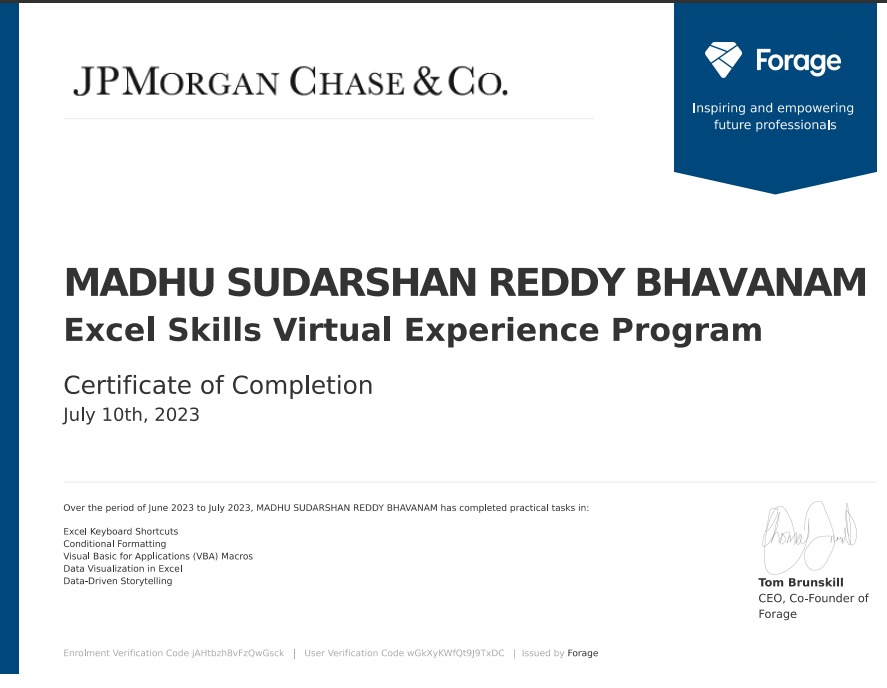 JPMORGAN CHASE & CO.
Forage
Inspiring and empowering
future professionals
MADHU SUDARSHAN REDDY BHAVANAM
Excel Skills Virtual Experience Program
Certificate of Completion
July 10th, 2023
Over the period of June 2023 to July 2023, MADHU SUDARSHAN REDDY BHAVANAM has completed practical tasks in:
Excel Keyboard Shortcuts
Conditional Formatting
Visual Basic for Applications (VBA) Macros
Data Visualization in Excel
Data-Driven Storytelling
Tom Brunskill
CEO, Co-Founder of
Forage
Enrolment Verification Code jAHtbzh8vFzQwGsck | User Verification Code wGkXyKWfQt9J9TxDC | Issued by Forage